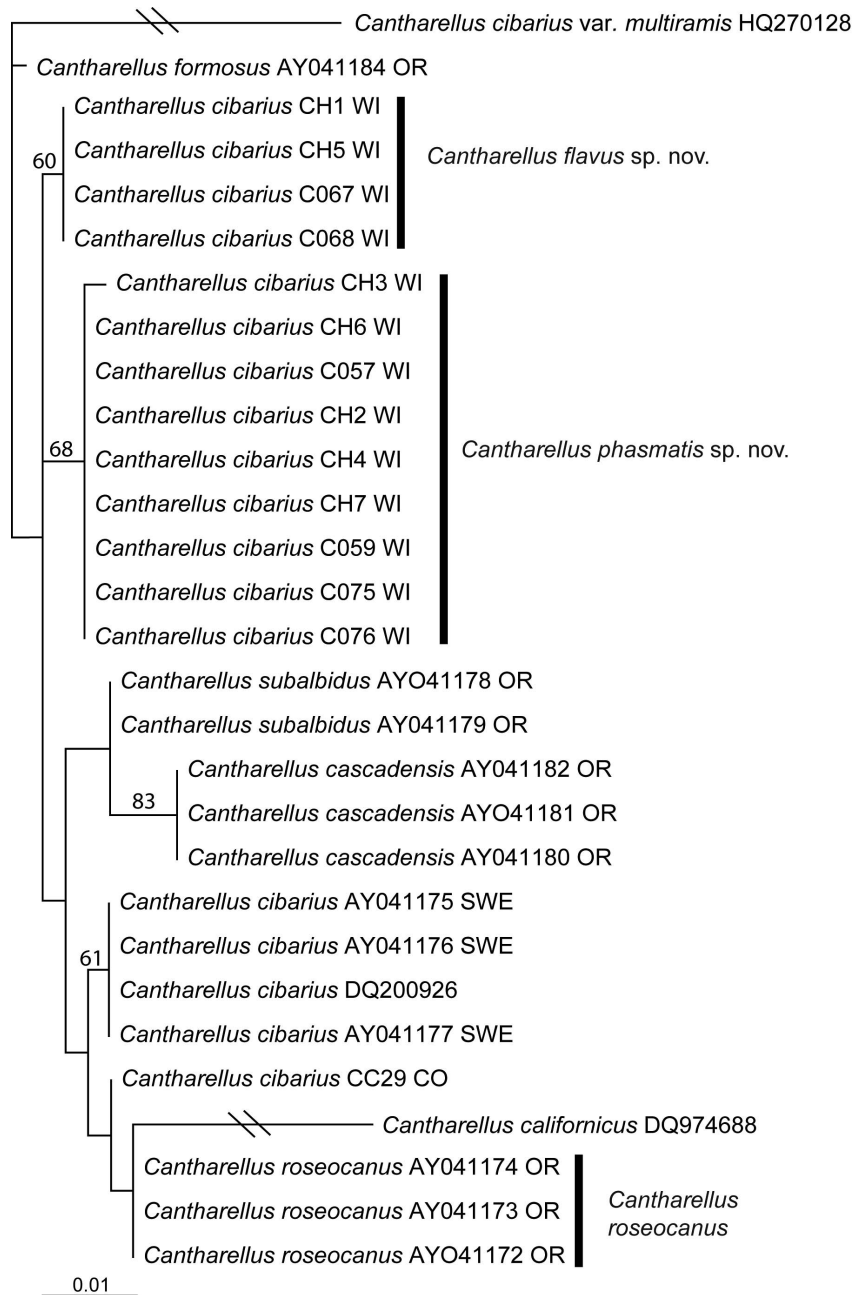 Cantharellus cibarius var. multiramis HQ270128
Cantharellus formosus AY041184 OR
Cantharellus cibarius CH1 WI
Cantharellus cibarius CH5 WI
60
Cantharellus flavus sp. nov.
Cantharellus cibarius C067 WI
Cantharellus cibarius C068 WI
Cantharellus cibarius CH3 WI
Cantharellus cibarius CH6 WI
Cantharellus cibarius C057 WI
Cantharellus cibarius CH2 WI
68
Cantharellus phasmatis sp. nov.
Cantharellus cibarius CH4 WI
Cantharellus cibarius CH7 WI
Cantharellus cibarius C059 WI
Cantharellus cibarius C075 WI
Cantharellus cibarius C076 WI
Cantharellus subalbidus AYO41178 OR
Cantharellus subalbidus AY041179 OR
Cantharellus cascadensis AY041182 OR
83
Cantharellus cascadensis AYO41181 OR
Cantharellus cascadensis AY041180 OR
Cantharellus cibarius AY041175 SWE
Cantharellus cibarius AY041176 SWE
61
Cantharellus cibarius DQ200926
Cantharellus cibarius AY041177 SWE
Cantharellus cibarius CC29 CO
Cantharellus californicus DQ974688
Cantharellus roseocanus AY041174 OR
Cantharellus roseocanus AY041173 OR
Cantharellus
roseocanus
Cantharellus roseocanus AYO41172 OR
0.01